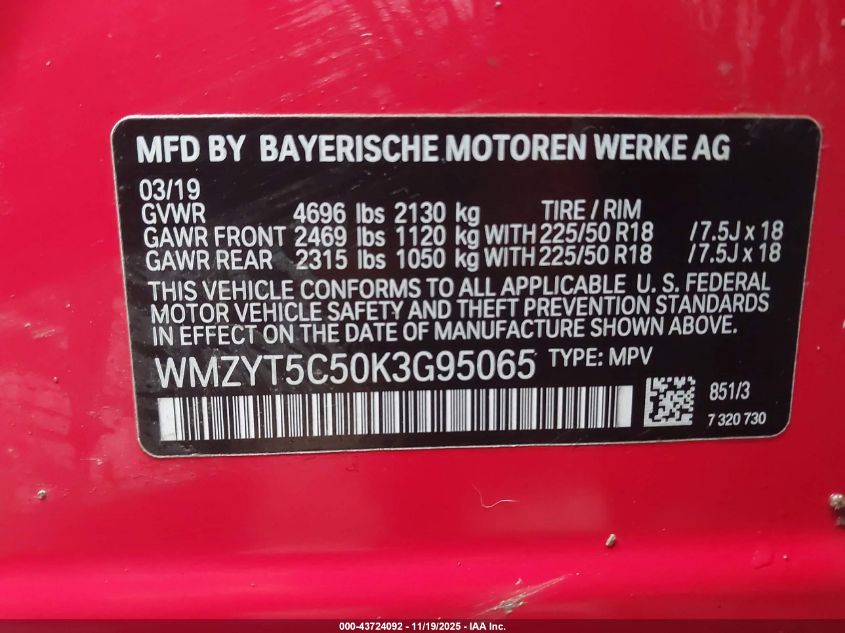 MFD BY BAYERISCHE MOTOREN WERKE AG
03/19
GVWR 4696 lbs 2130 kg TIRE / RIM
GAWR FRONT 2469 lbs 1120 kg WITH 225/50 R18 / 7.5J x 18
GAWR REAR 2315 lbs 1050 kg WITH 225/50 R18 / 7.5J x 18
THIS VEHICLE CONFORMS TO ALL APPLICABLE U. S. FEDERAL
MOTOR VEHICLE SAFETY AND THEFT PREVENTION STANDARDS
IN EFFECT ON THE DATE OF MANUFACTURE SHOWN ABOVE.
WMZYT5C50K3G95065 TYPE: MPV
851/3
7 320 730
000-43724092 - 11/19/2025 - IAA Inc.